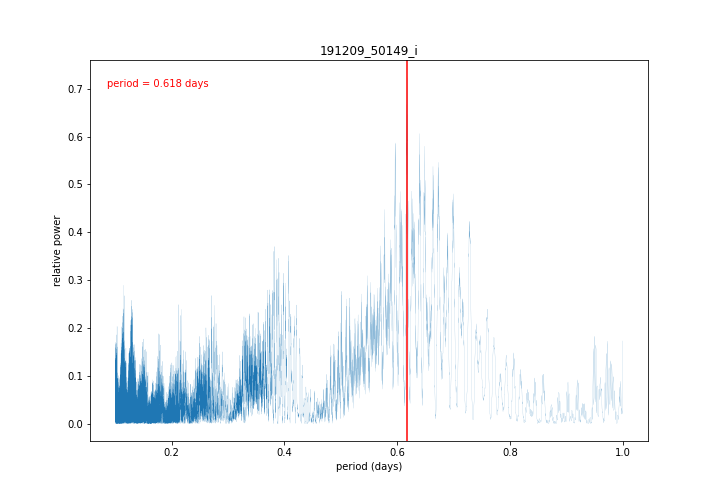 191209_50149_i
period = 0.618 days
relative power
0.7
0.6
0.5
0.4
0.3
0.2
0.1
0.0
0.2 0.4 0.6 0.8 1.0
period (days)